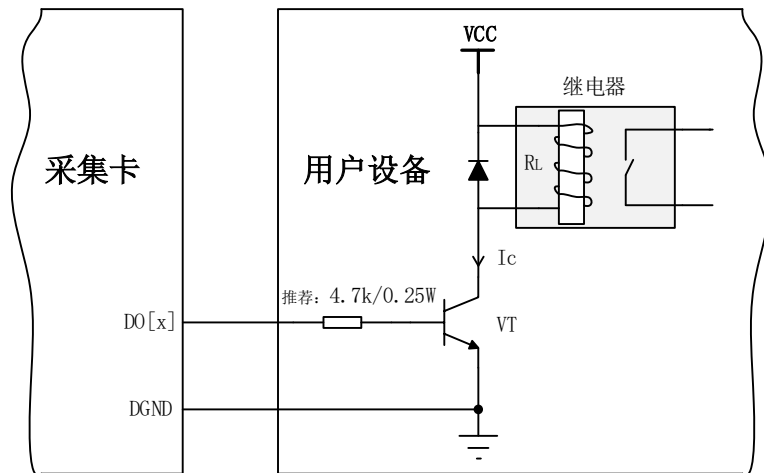 VCC
继电器
采集卡
用户设备
RL
Ic
推荐: 4.7k/0.25W
DO[x]
VT
DGND